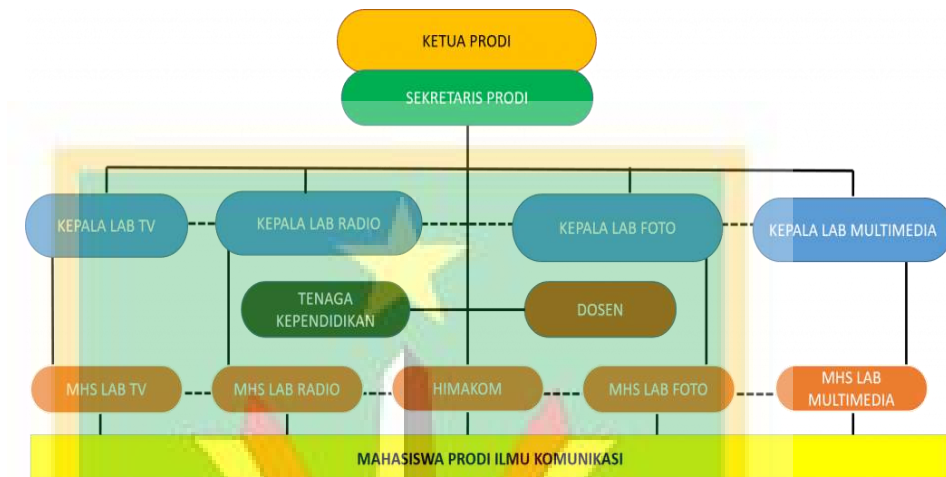 KETUA PRODI
SEKRETARIS PRODI
KEPALA LAB TV
KEPALA LAB RADIO
KEPALA LAB FOTO
KEPALA LAB MULTIMEDIA
TENAGA
KEPENDIDIKAN
DOSEN
MHS LAB TV
MHS LAB RADIO
HIMAKOM
MHS LAB FOTO
MHS LAB
MULTIMEDIA
MAHASISWA PRODI ILMU KOMUNIKASI